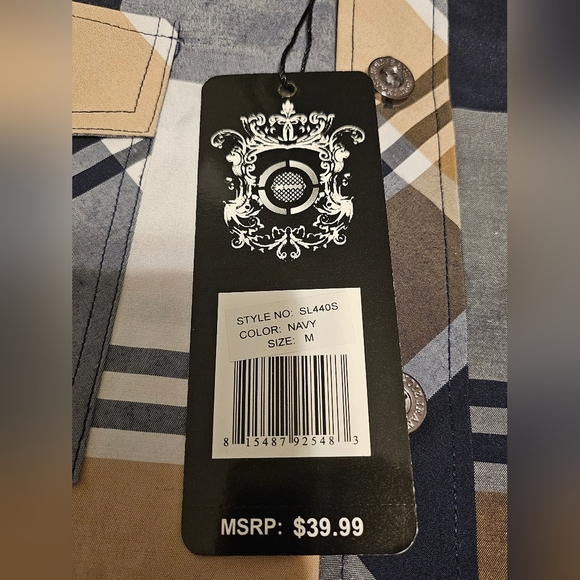 STYLE NO: SL440S
COLOR: NAVY
SIZE: M
8 15487 92548 3
MSRP: $39.99